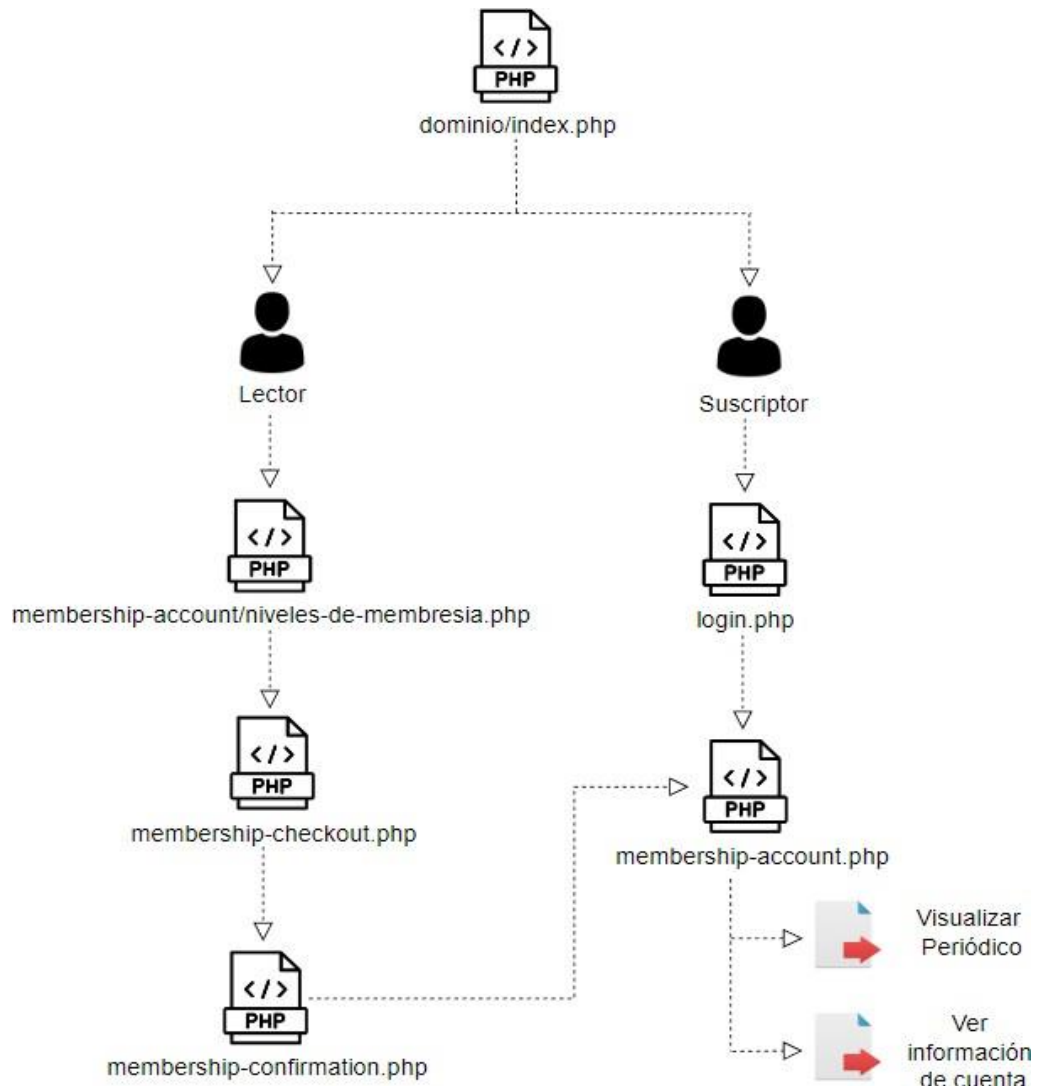 </>
PHP
dominio/index.php
Lector
Suscriptor
</>
PHP
membership-account/niveles-de-membresia.php
</>
PHP
login.php
</>
PHP
membership-checkout.php
</>
PHP
membership-account.php
Visualizar
Periódico
</>
PHP
membership-confirmation.php
Ver
información
de cuenta